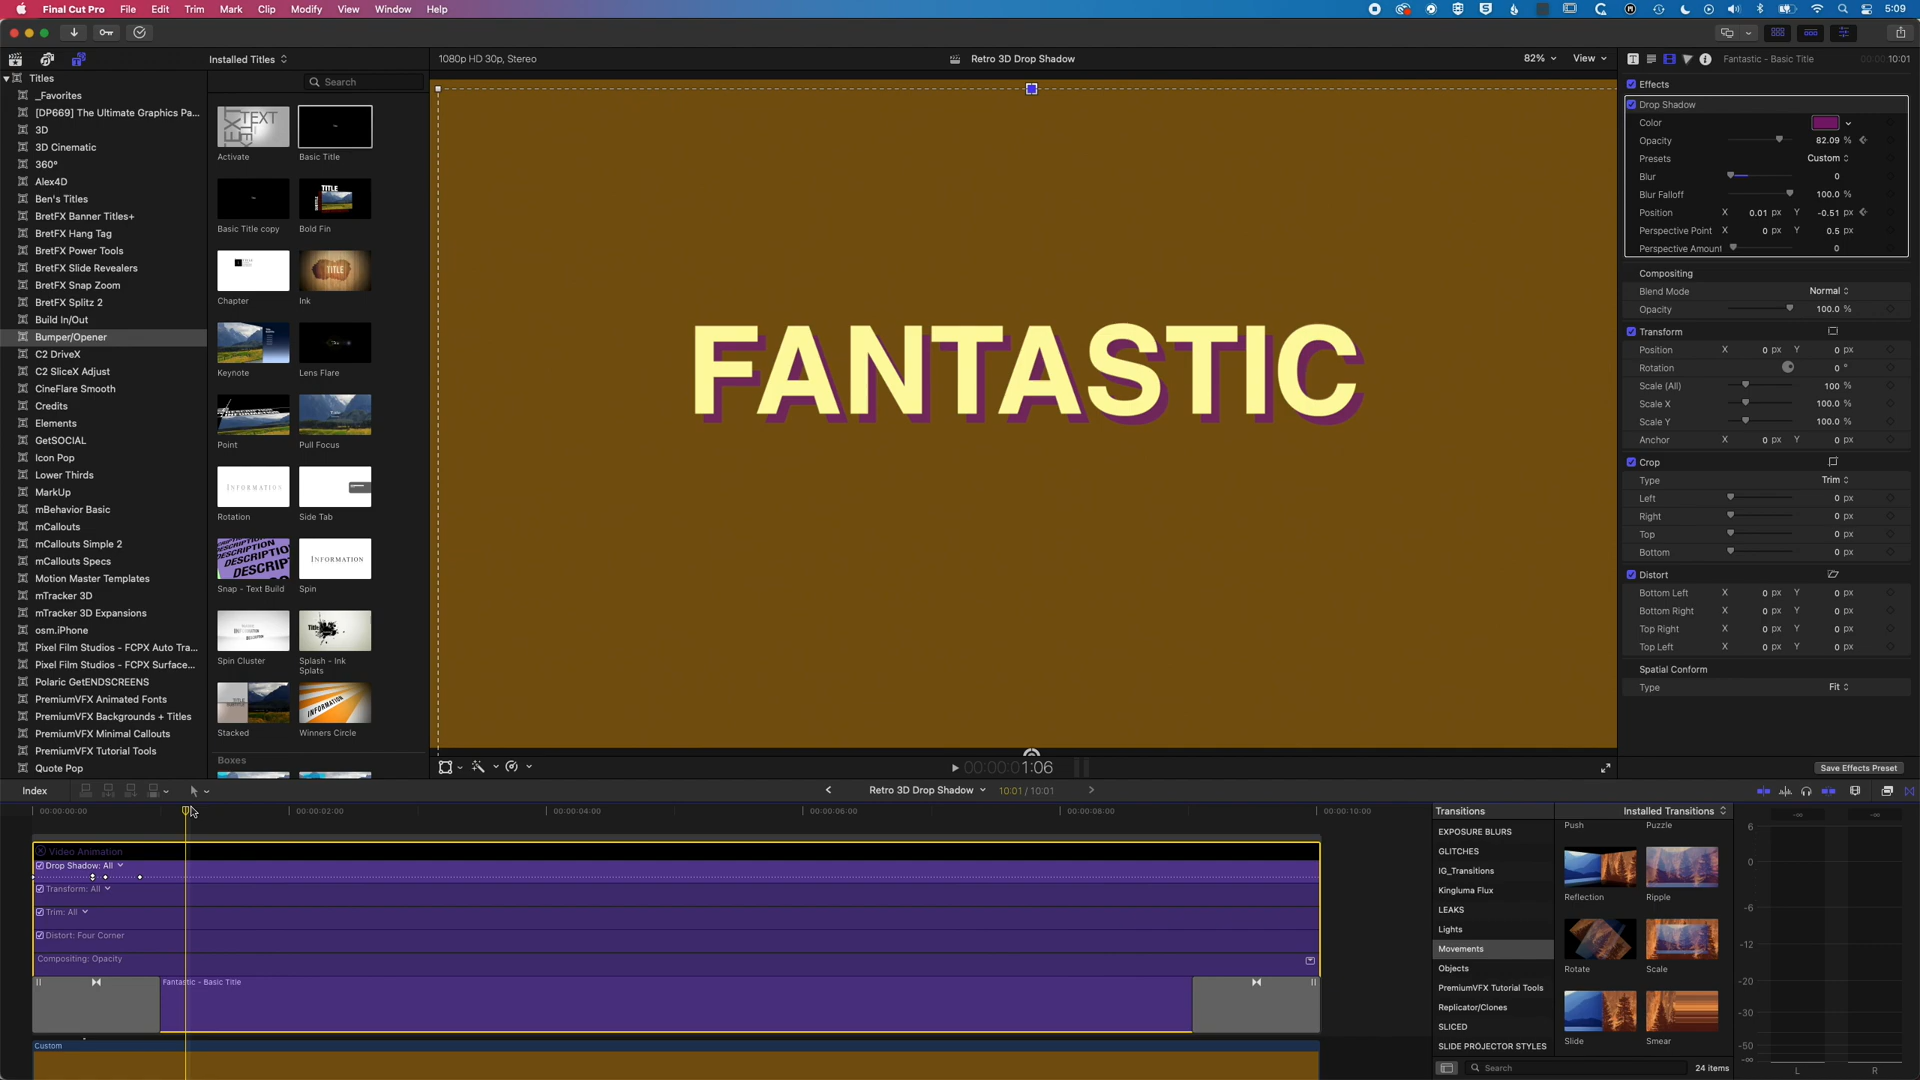 Final Cut Pro File Edit Trim Mark Clip Modify View Window Help 5:09
Installed Titles
1080p HD 30p, Stereo
Retro 3D Drop Shadow
82% View
Fantastic - Basic Title 00:00 10:01
Titles
Search
_Favorites
[DP669] The Ultimate Graphics Pa...
3D
3D Cinematic
360°
Alex4D
Ben's Titles
BretFX Banner Titles+
BretFX Hang Tag
BretFX Power Tools
BretFX Slide Revealers
BretFX Snap Zoom
BretFX Splitz 2
Build In/Out
Bumper/Opener
C2 DriveX
C2 SliceX Adjust
CineFlare Smooth
Credits
Elements
GetSOCIAL
Icon Pop
Lower Thirds
MarkUp
mBehavior Basic
mCallouts
mCallouts Simple 2
mCallouts Specs
Motion Master Templates
mTracker 3D
mTracker 3D Expansions
osm.iPhone
Pixel Film Studios - FCPX Auto Tra...
Pixel Film Studios - FCPX Surface...
Polaric GetENDSCREENS
PremiumVFX Animated Fonts
PremiumVFX Backgrounds + Titles
PremiumVFX Minimal Callouts
PremiumVFX Tutorial Tools
Quote Pop
Activate Basic Title
Basic Title copy Bold Fin
TITLE
Chapter Ink
Keynote Lens Flare
Point Pull Focus
INFORMATION
Rotation Side Tab
DESCRIPTION
INFORMATION
Snap - Text Build Spin
Spin Cluster Splash - Ink
Splats
INFORMATION
Stacked Winners Circle
Boxes
FANTASTIC
00:00:01:06
Effects
Drop Shadow
Color
Opacity 82.09 %
Presets Custom
Blur 0
Blur Falloff 100.0 %
Position X 0.01 px Y -0.51 px
Perspective Point X 0 px Y 0.5 px
Perspective Amount 0
Compositing
Blend Mode Normal
Opacity 100.0 %
Transform
Position X 0 px Y 0 px
Rotation 0 °
Scale (All) 100 %
Scale X 100.0 %
Scale Y 100.0 %
Anchor X 0 px Y 0 px
Crop
Type Trim
Left 0 px
Right 0 px
Top 0 px
Bottom 0 px
Distort
Bottom Left X 0 px Y 0 px
Bottom Right X 0 px Y 0 px
Top Right X 0 px Y 0 px
Top Left X 0 px Y 0 px
Spatial Conform
Type Fit
Save Effects Preset
Index
Retro 3D Drop Shadow 10:01 / 10:01
00:00:00:00 00:00:02:00 00:00:04:00 00:00:06:00 00:00:08:00 00:00:10:00
Video Animation
Drop Shadow: All
Transform: All
Trim: All
Distort: Four Corner
Compositing: Opacity
Fantastic - Basic Title
Custom
Transitions Installed Transitions
EXPOSURE BLURS
GLITCHES
IG_Transitions
Kingluma Flux
LEAKS
Lights
Movements
Objects
PremiumVFX Tutorial Tools
Replicator/Clones
SLICED
SLIDE PROJECTOR STYLES
Push Puzzle
Reflection Ripple
Rotate Scale
Slide Smear
Search 24 items
-∞ -∞
6
0
-6
-12
-20
-30
-50
-∞
L R